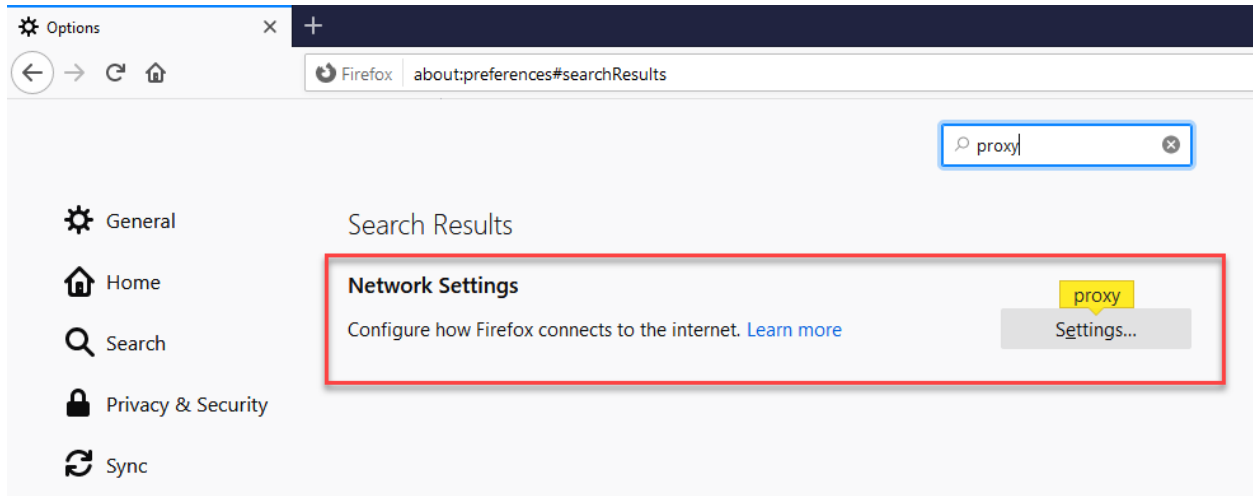 Options
Firefox about:preferences#searchResults
proxy
General
Home
Search
Privacy & Security
Sync
Search Results
Network Settings
proxy
Configure how Firefox connects to the internet. Learn more
Settings...